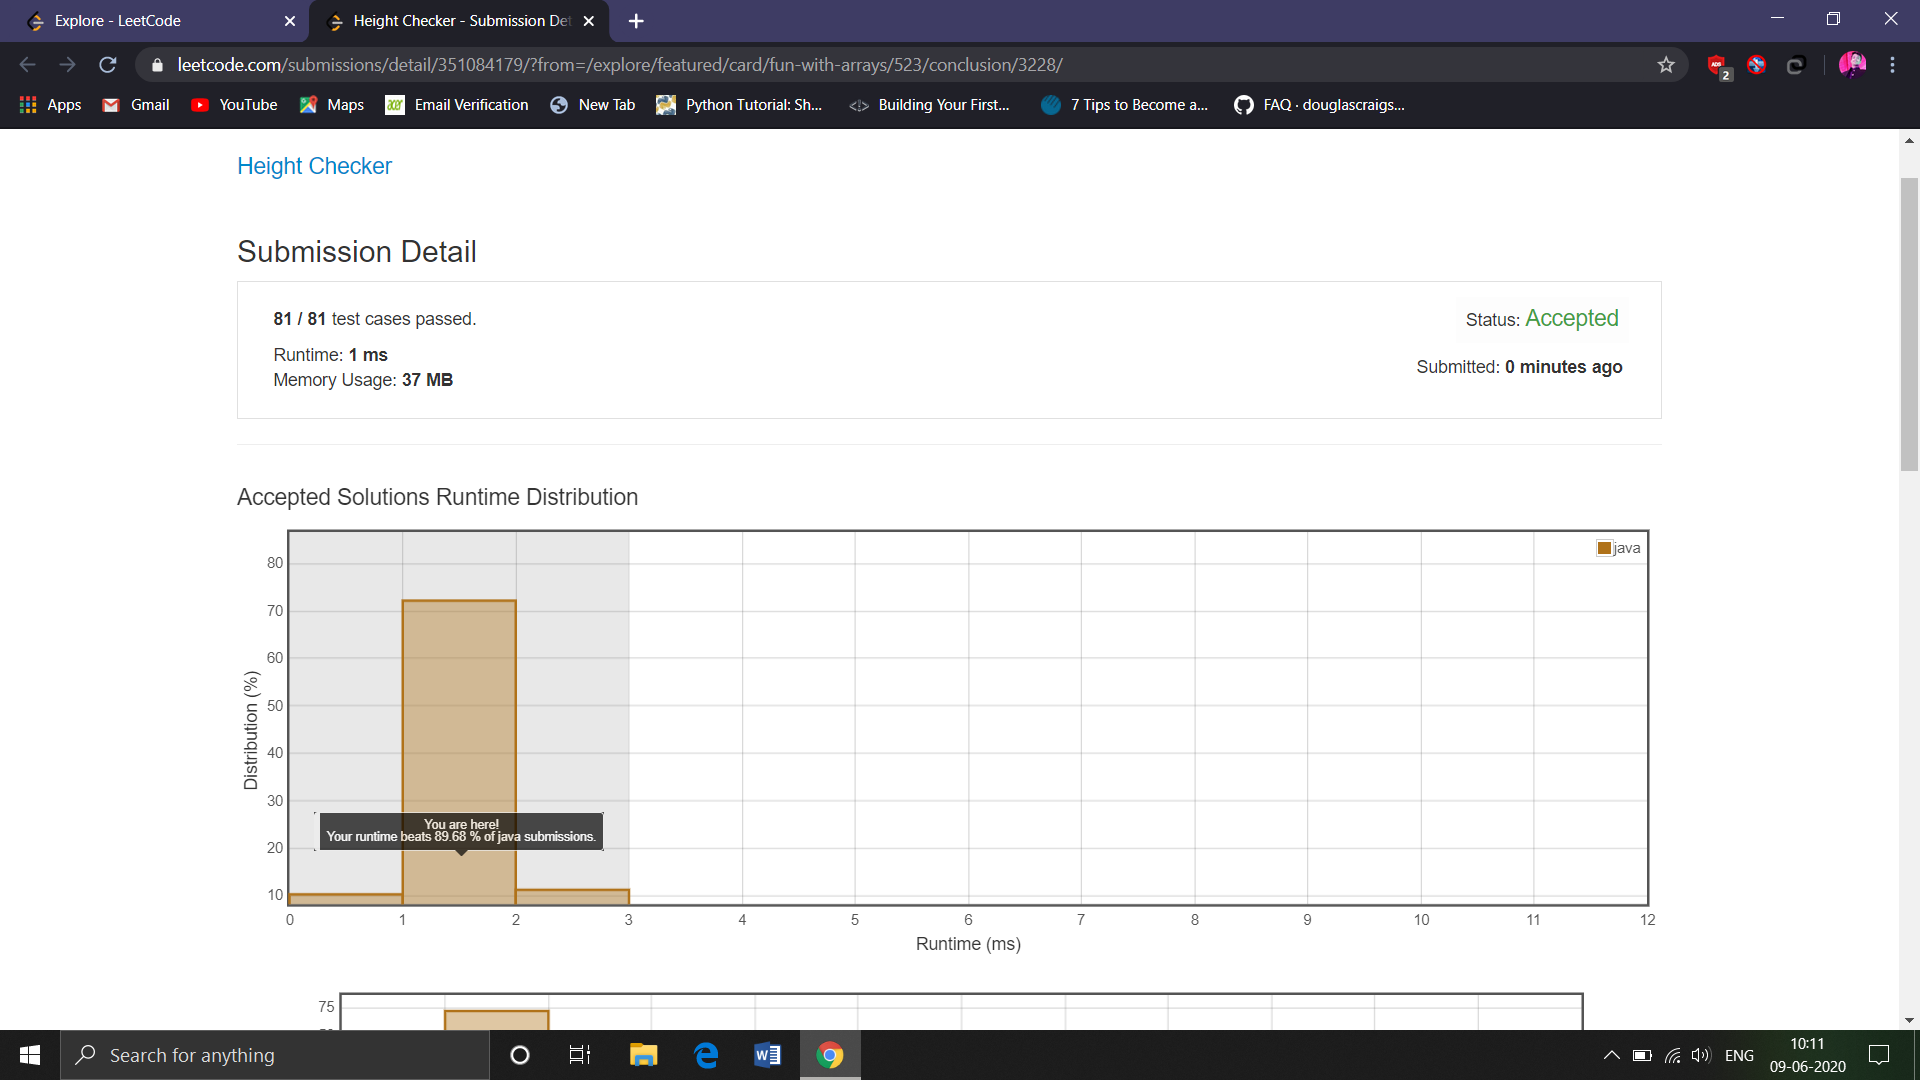 Explore - LeetCode
Height Checker - Submission Det
leetcode.com/submissions/detail/351084179/?from=/explore/featured/card/fun-with-arrays/523/conclusion/3228/
2
Apps Gmail YouTube Maps Email Verification New Tab Python Tutorial: Sh... Building Your First... 7 Tips to Become a... FAQ · douglascraigs...
Height Checker
Submission Detail
81 / 81 test cases passed.
Status: Accepted
Runtime: 1 ms
Submitted: 0 minutes ago
Memory Usage: 37 MB
Accepted Solutions Runtime Distribution
java
80
70
60
50
40
30
20
10
Distribution (%)
You are here!
Your runtime beats 89.68 % of java submissions.
0 1 2 3 4 5 6 7 8 9 10 11 12
Runtime (ms)
75
Search for anything
ENG
10:11
09-06-2020